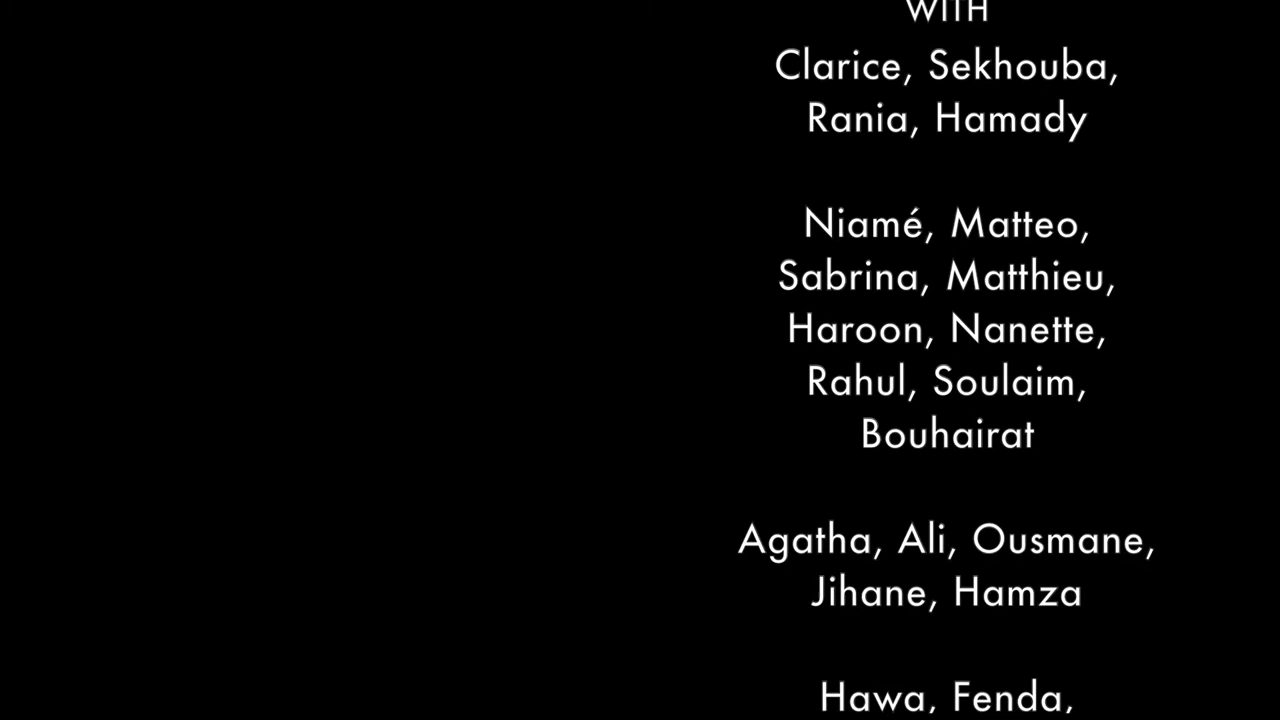 WITH
Clarice, Sekhouba,
Rania, Hamady
Niamé, Matteo,
Sabrina, Matthieu,
Haroon, Nanette,
Rahul, Soulaim,
Bouhairat
Agatha, Ali, Ousmane,
Jihane, Hamza
Hawa, Fenda,